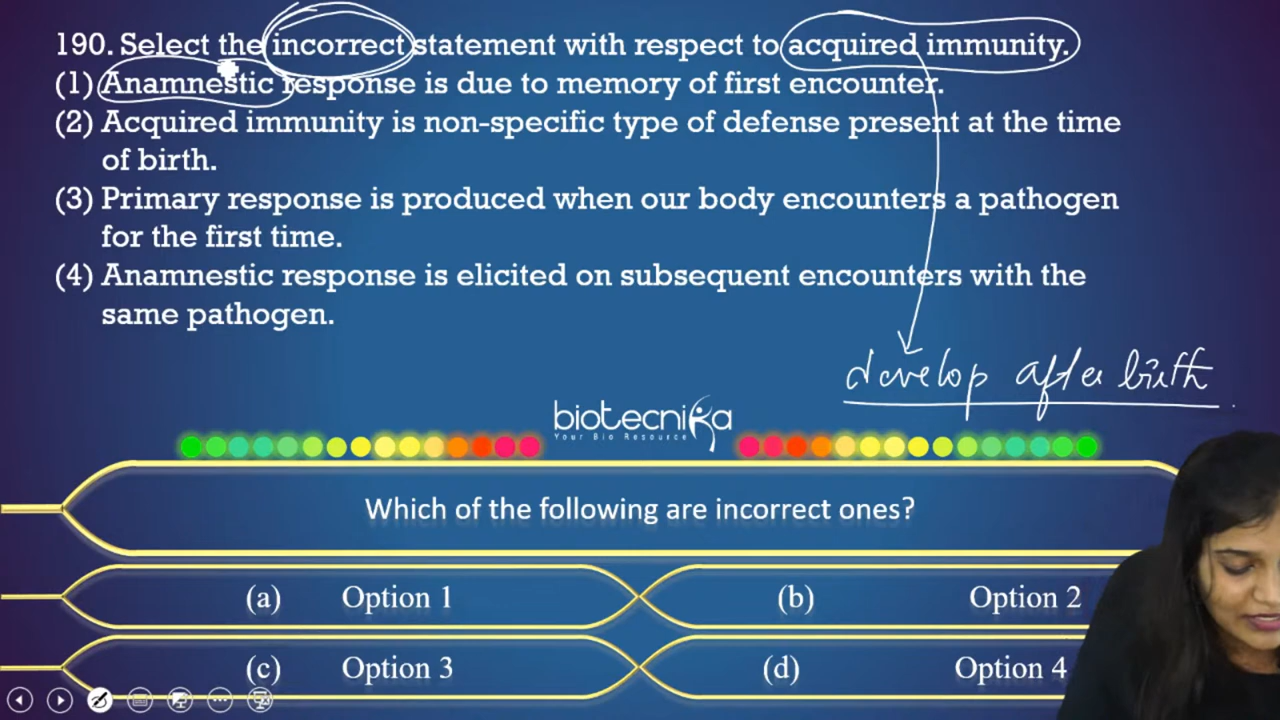 190. Select the incorrect statement with respect to acquired immunity.
(1) Anamnestic response is due to memory of first encounter.
(2) Acquired immunity is non-specific type of defense present at the time
of birth.
(3) Primary response is produced when our body encounters a pathogen
for the first time.
(4) Anamnestic response is elicited on subsequent encounters with the
same pathogen.
develop after birth
biotecnika
Your Bio Resource
Which of the following are incorrect ones?
(a) Option 1
(b) Option 2
(c) Option 3
(d) Option 4